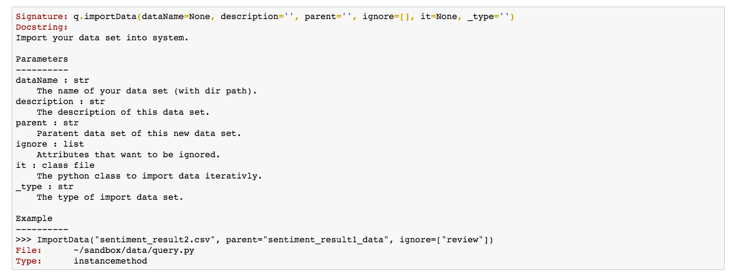 Signature: q.importData(dataName=None, description='', parent='', ignore=[], it=None, _type='')
Docstring:
Import your data set into system.

Parameters
----------
dataName : str
    The name of your data set (with dir path).
description : str
    The description of this data set.
parent : str
    Paratent data set of this new data set.
ignore : list
    Attributes that want to be ignored.
it : class file
    The python class to import data iterativly.
_type : str
    The type of import data set.

Example
----------
>>> ImportData("sentiment_result2.csv", parent="sentiment_result1_data", ignore=["review"])
File:      ~/sandbox/data/query.py
Type:      instancemethod